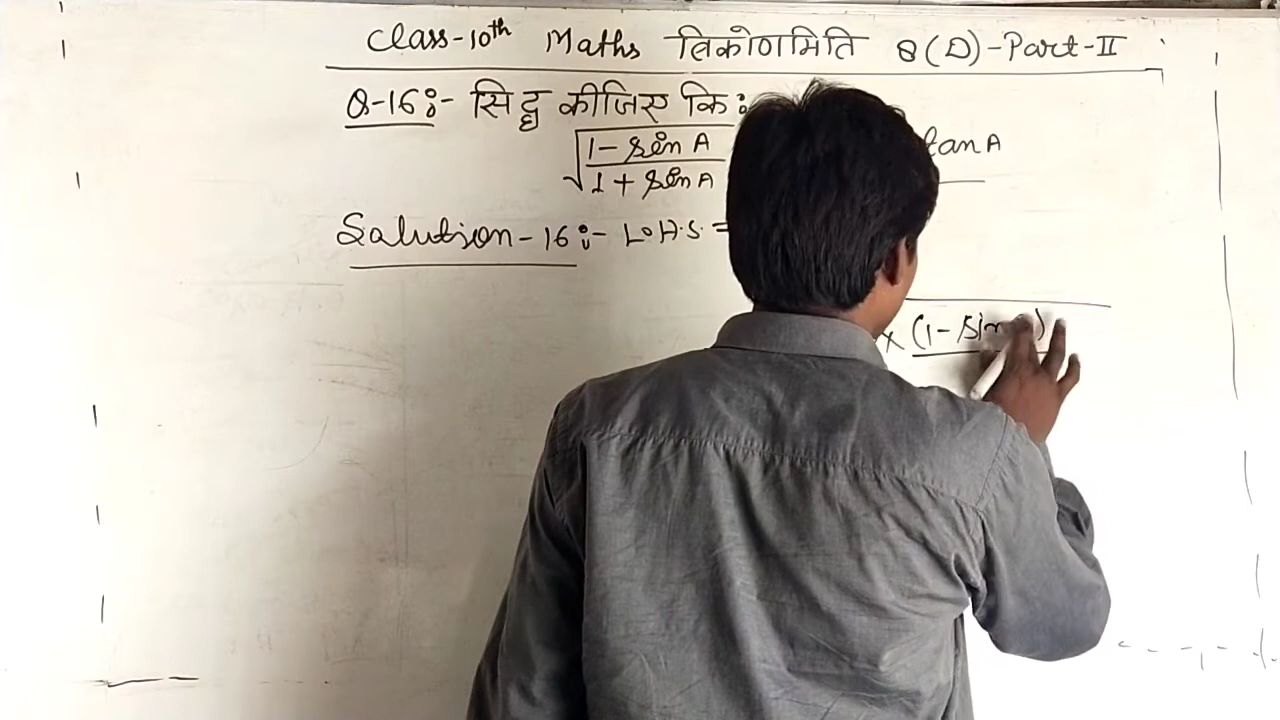 Class-10th Maths त्रिकोणमिति 8(D)-Part-II
Q-16:- सिद्ध कीजिए कि:
√(1 - sin A / 1 + sin A) tan A
Solution-16:- L.H.S. =
× (1 - sin